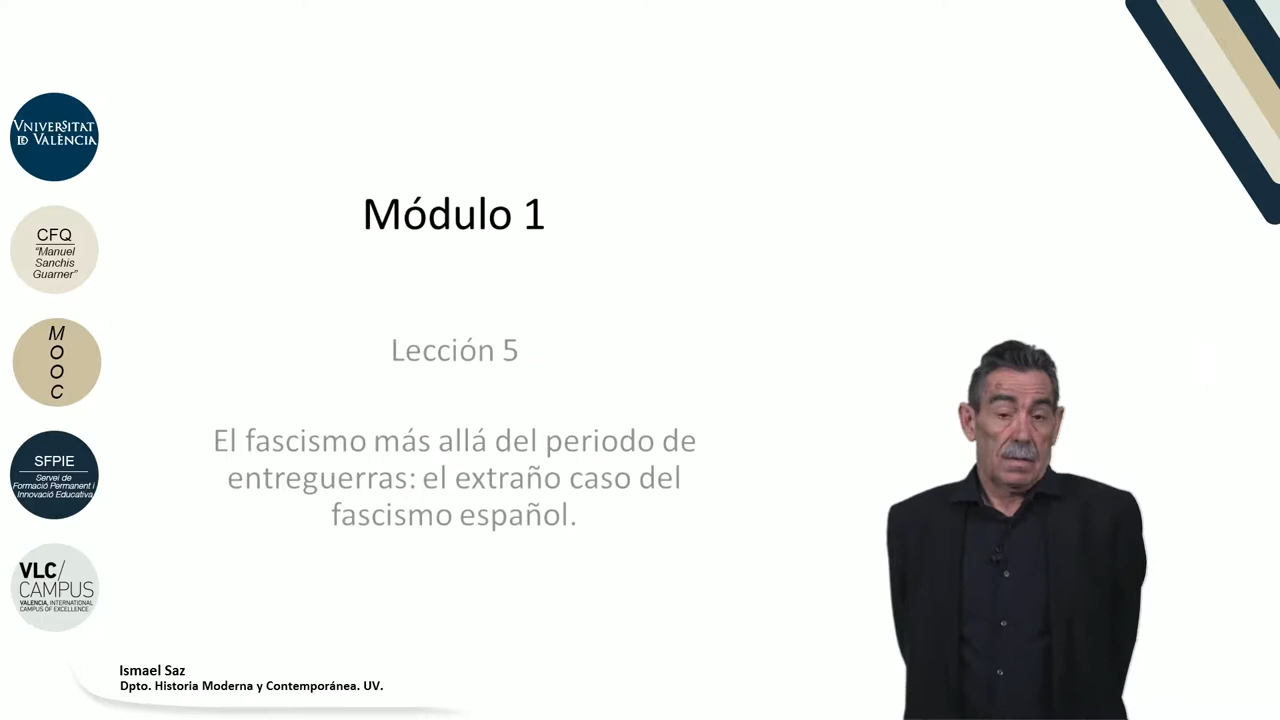 VNIVERSITAT
ID VALÈNCIA
CFQ
"Manuel
Sanchis
Guarner"
M
O
O
C
SFPIE
Servei de
Formació Permanent i
Innovació Educativa
VLC/
CAMPUS
VALENCIA, INTERNATIONAL
CAMPUS OF EXCELLENCE
Módulo 1
Lección 5
El fascismo más allá del periodo de
entreguerras: el extraño caso del
fascismo español.
Ismael Saz
Dpto. Historia Moderna y Contemporánea. UV.